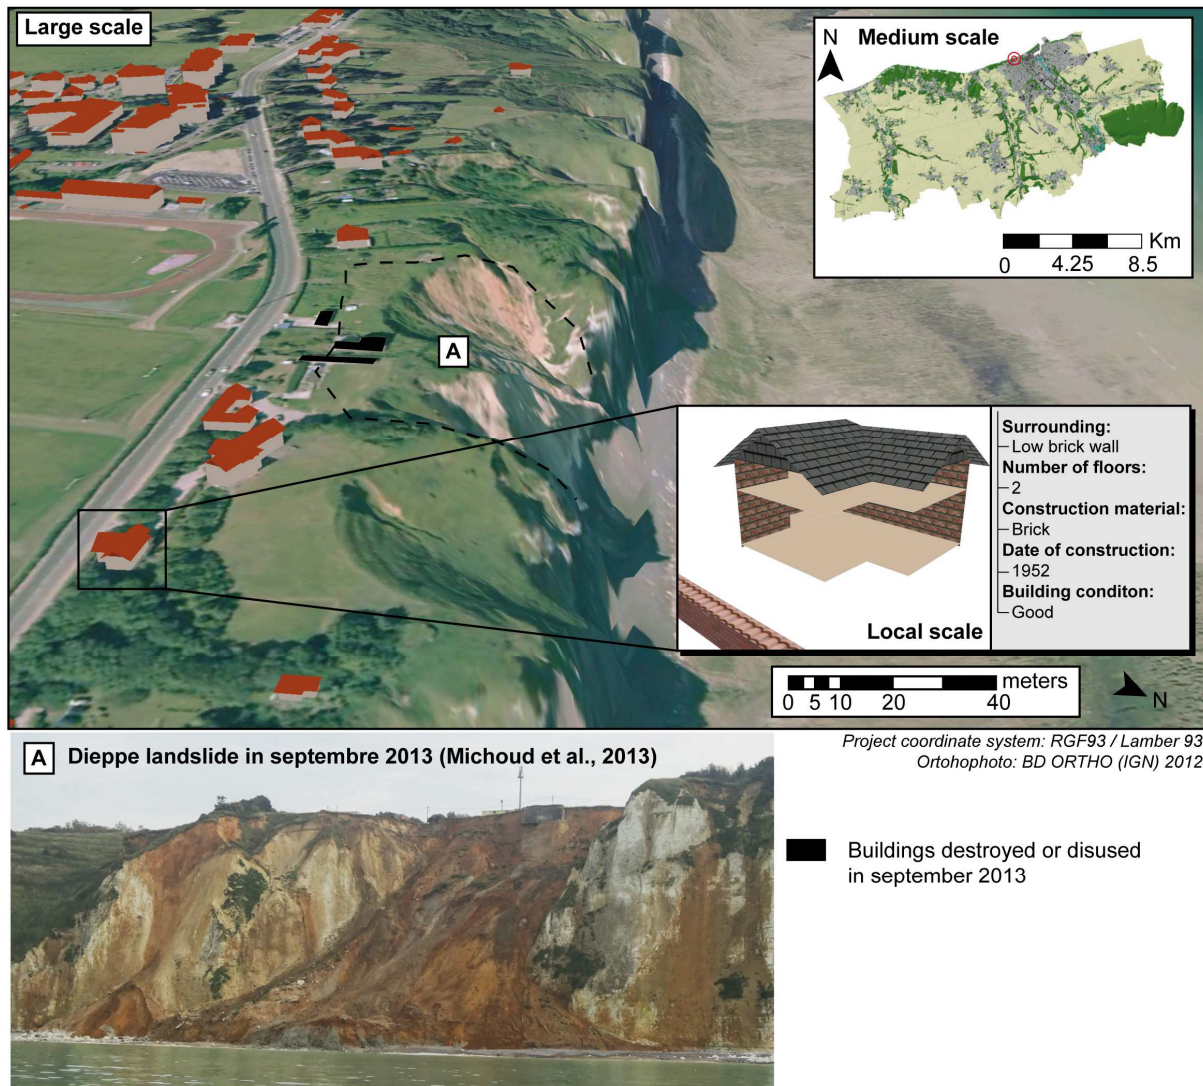 Large scale
N
Medium scale
Km
0 4.25 8.5
A
Surrounding:
Low brick wall
Number of floors:
2
Construction material:
Brick
Date of construction:
1952
Building conditon:
Good
Local scale
meters
0 5 10 20 40
N
A Dieppe landslide in septembre 2013 (Michoud et al., 2013)
Project coordinate system: RGF93 / Lamber 93
Ortohophoto: BD ORTHO (IGN) 2012
Buildings destroyed or disused
in september 2013